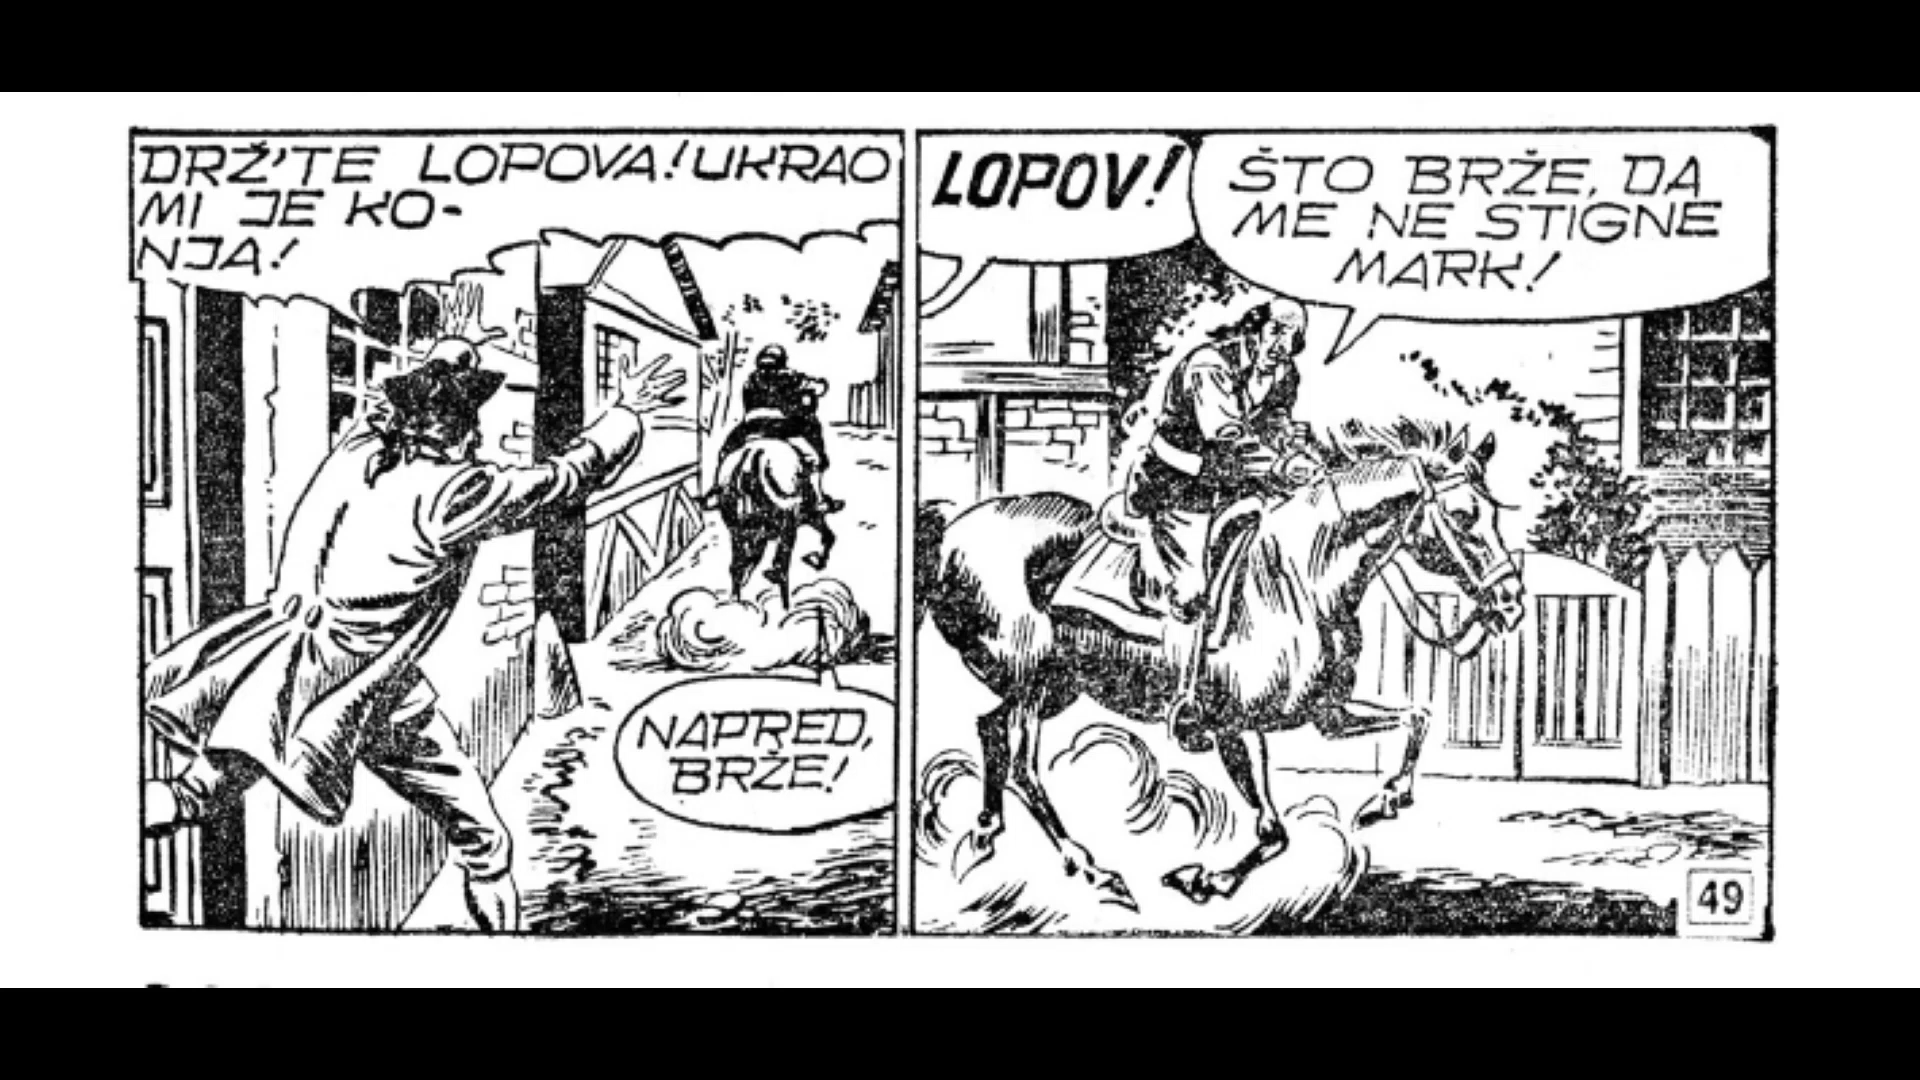 DRŽ'TE LOPOVA! UKRAO
MI JE KO-
NJA!
NAPRED,
BRŽE!
LOPOV!
ŠTO BRŽE, DA
ME NE STIGNE
MARK!
49